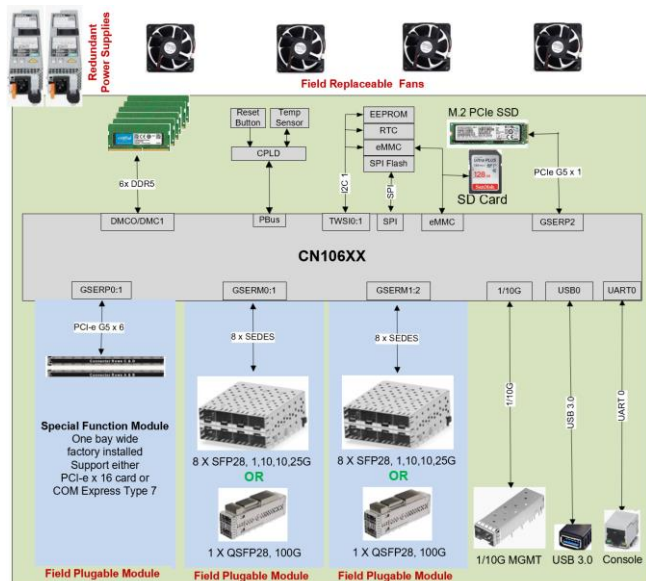 Redundant
Power Supplies
Field Replaceable Fans
Reset
Button
Temp
Sensor
CPLD
EEPROM
RTC
eMMC
SPI Flash
M.2 PCIe SSD
SD Card
6x DDR5
I2C 1
SPI
PCIe G5 x 1
DMCO/DMC1
PBus
TWSI0:1
SPI
eMMC
GSERP2
CN106XX
GSERP0:1
GSERM0:1
GSERM1:2
1/10G
USB0
UART0
PCI-e G5 x 6
8 x SEDES
8 x SEDES
1/10G
USB 3.0
UART 0
Special Function Module
One bay wide
factory installed
Support either
PCI-e x 16 card or
COM Express Type 7
8 X SFP28, 1,10,10,25G
OR
1 X QSFP28, 100G
8 X SFP28, 1,10,10,25G
OR
1 X QSFP28, 100G
1/10G MGMT
USB 3.0
Console
Field Plugable Module
Field Plugable Module
Field Plugable Module